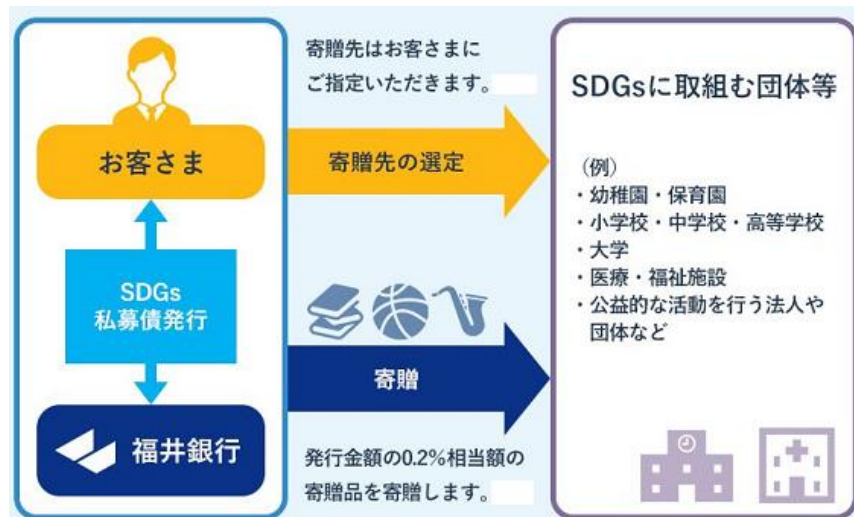 お客さま
SDGs
私募債発行
福井銀行
寄贈先はお客さまに
ご指定いただきます。
寄贈先の選定
寄贈
発行金額の0.2%相当額の
寄贈品を寄贈します。
SDGsに取組む団体等
（例）
・幼稚園・保育園
・小学校・中学校・高等学校
・大学
・医療・福祉施設
・公益的な活動を行う法人や
団体など